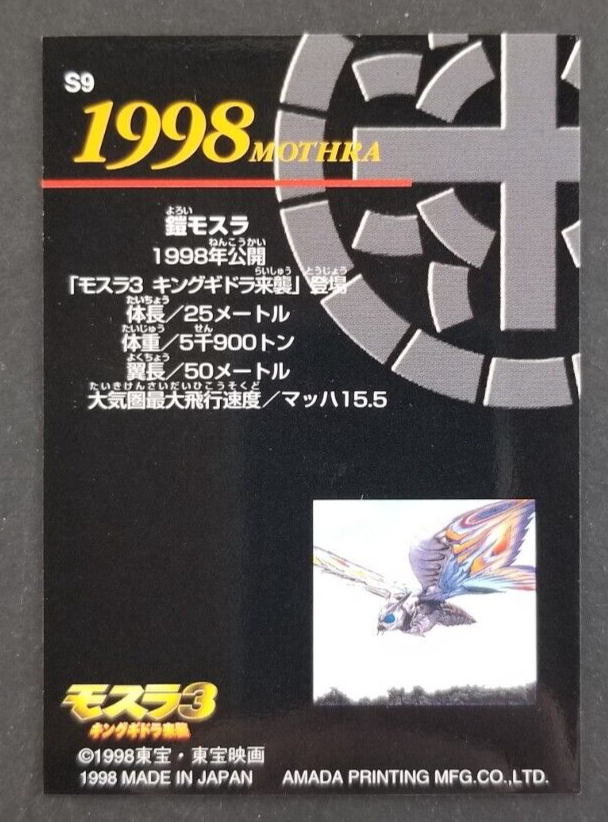 S9
1998 MOTHRA
よろい
鎧モスラ
ねんこうかい
1998年公開
らいしゅう とうじょう
「モスラ3 キングギドラ来襲」登場
たいちょう
体長／25メートル
たいじゅう せん
体重／5千900トン
よくちょう
翼長／50メートル
たいきけんさいだいひこうそくど
大気圏最大飛行速度／マッハ15.5
モスラ3
キングギドラ来襲
©1998東宝・東宝映画
1998 MADE IN JAPAN AMADA PRINTING MFG.CO.,LTD.